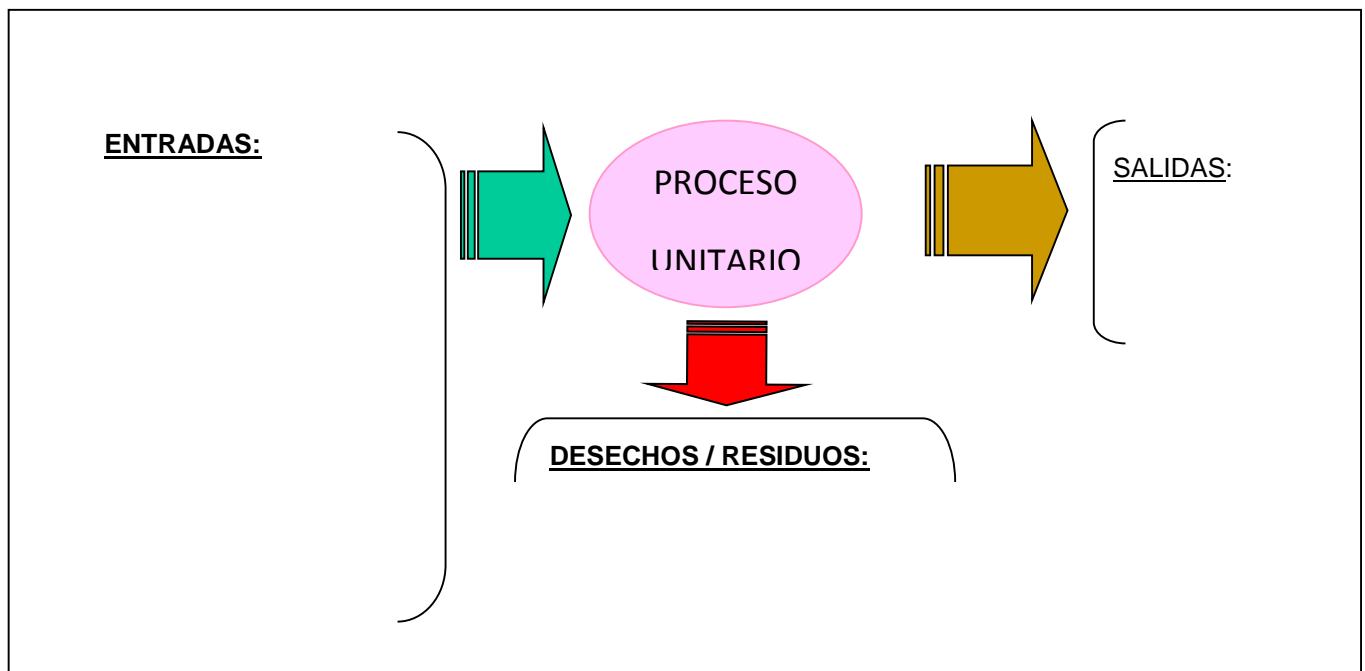 ENTRADAS:
PROCESO
UNITARIO
SALIDAS:
DESECHOS / RESIDUOS: